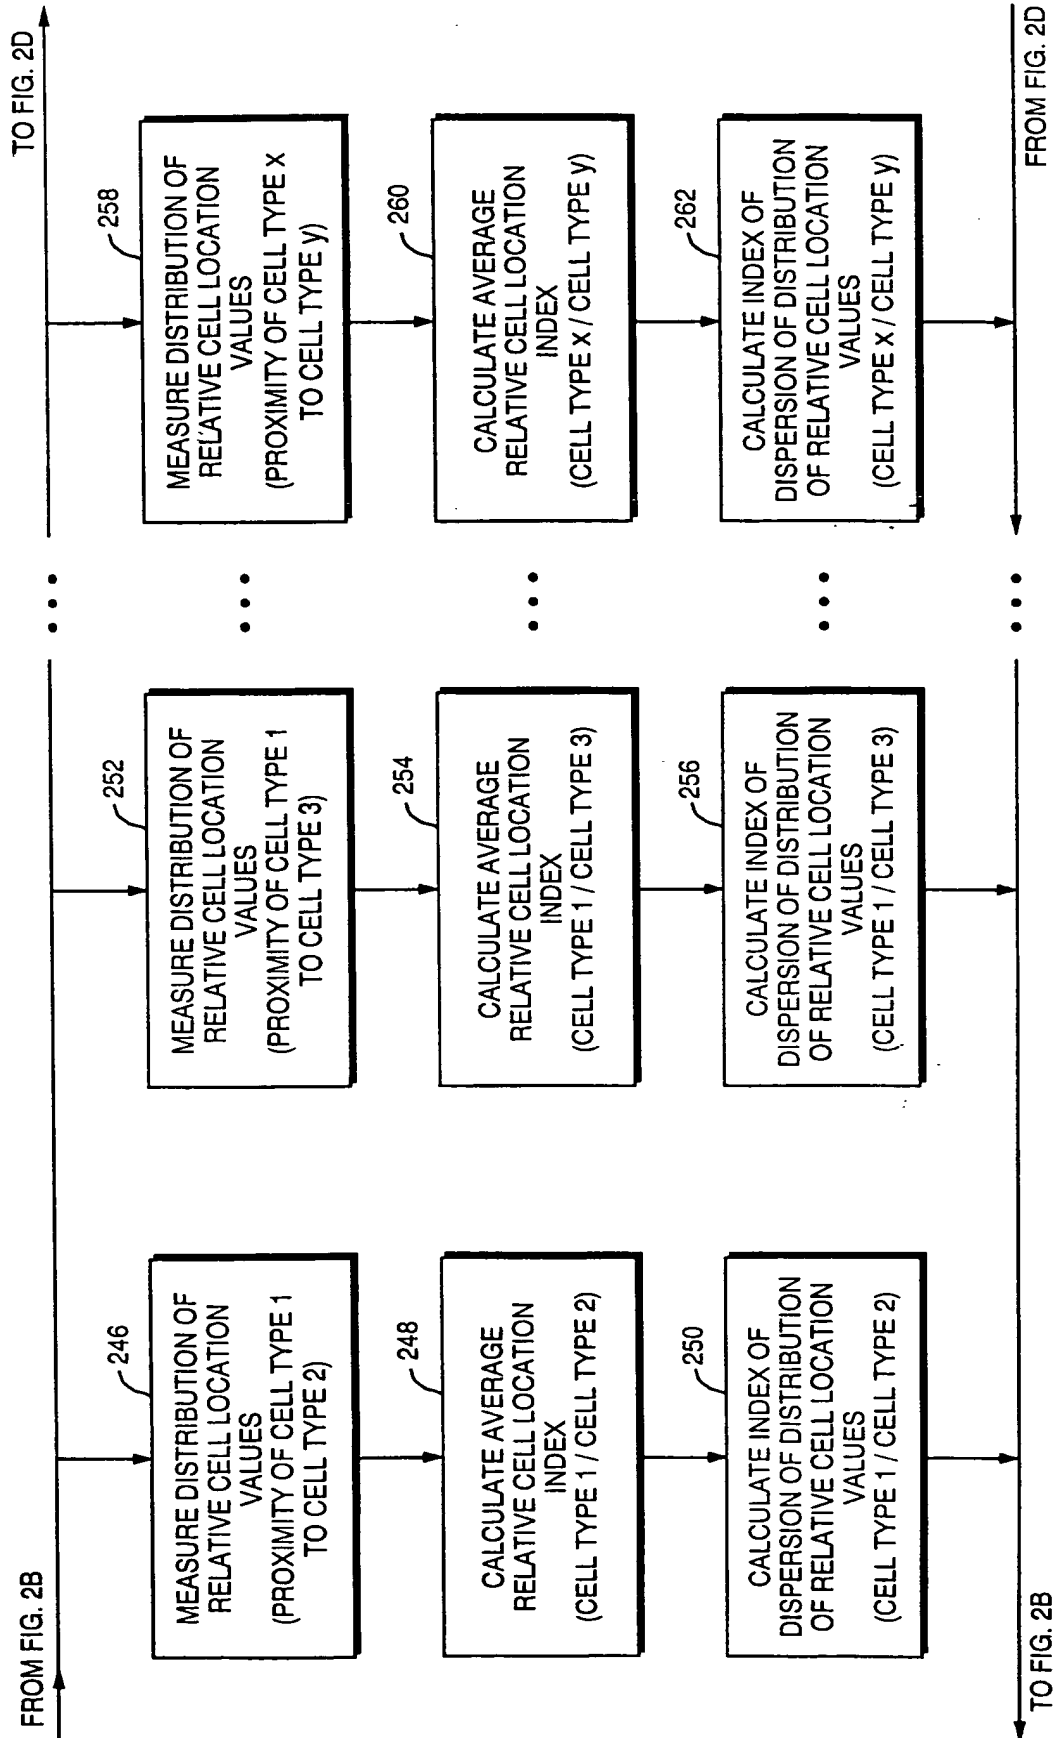 FROM FIG. 2B
TO FIG. 2D
246
MEASURE DISTRIBUTION OF
RELATIVE CELL LOCATION
VALUES
(PROXIMITY OF CELL TYPE 1
TO CELL TYPE 2)
248
CALCULATE AVERAGE
RELATIVE CELL LOCATION
INDEX
(CELL TYPE 1 / CELL TYPE 2)
250
CALCULATE INDEX OF
DISPERSION OF DISTRIBUTION
OF RELATIVE CELL LOCATION
VALUES
(CELL TYPE 1 / CELL TYPE 2)
252
MEASURE DISTRIBUTION OF
RELATIVE CELL LOCATION
VALUES
(PROXIMITY OF CELL TYPE 1
TO CELL TYPE 3)
254
CALCULATE AVERAGE
RELATIVE CELL LOCATION
INDEX
(CELL TYPE 1 / CELL TYPE 3)
256
CALCULATE INDEX OF
DISPERSION OF DISTRIBUTION
OF RELATIVE CELL LOCATION
VALUES
(CELL TYPE 1 / CELL TYPE 3)
258
MEASURE DISTRIBUTION OF
RELATIVE CELL LOCATION
VALUES
(PROXIMITY OF CELL TYPE X
TO CELL TYPE y)
260
CALCULATE AVERAGE
RELATIVE CELL LOCATION
INDEX
(CELL TYPE X / CELL TYPE y)
262
CALCULATE INDEX OF
DISPERSION OF DISTRIBUTION
OF RELATIVE CELL LOCATION
VALUES
(CELL TYPE X / CELL TYPE y)
TO FIG. 2B
FROM FIG. 2D